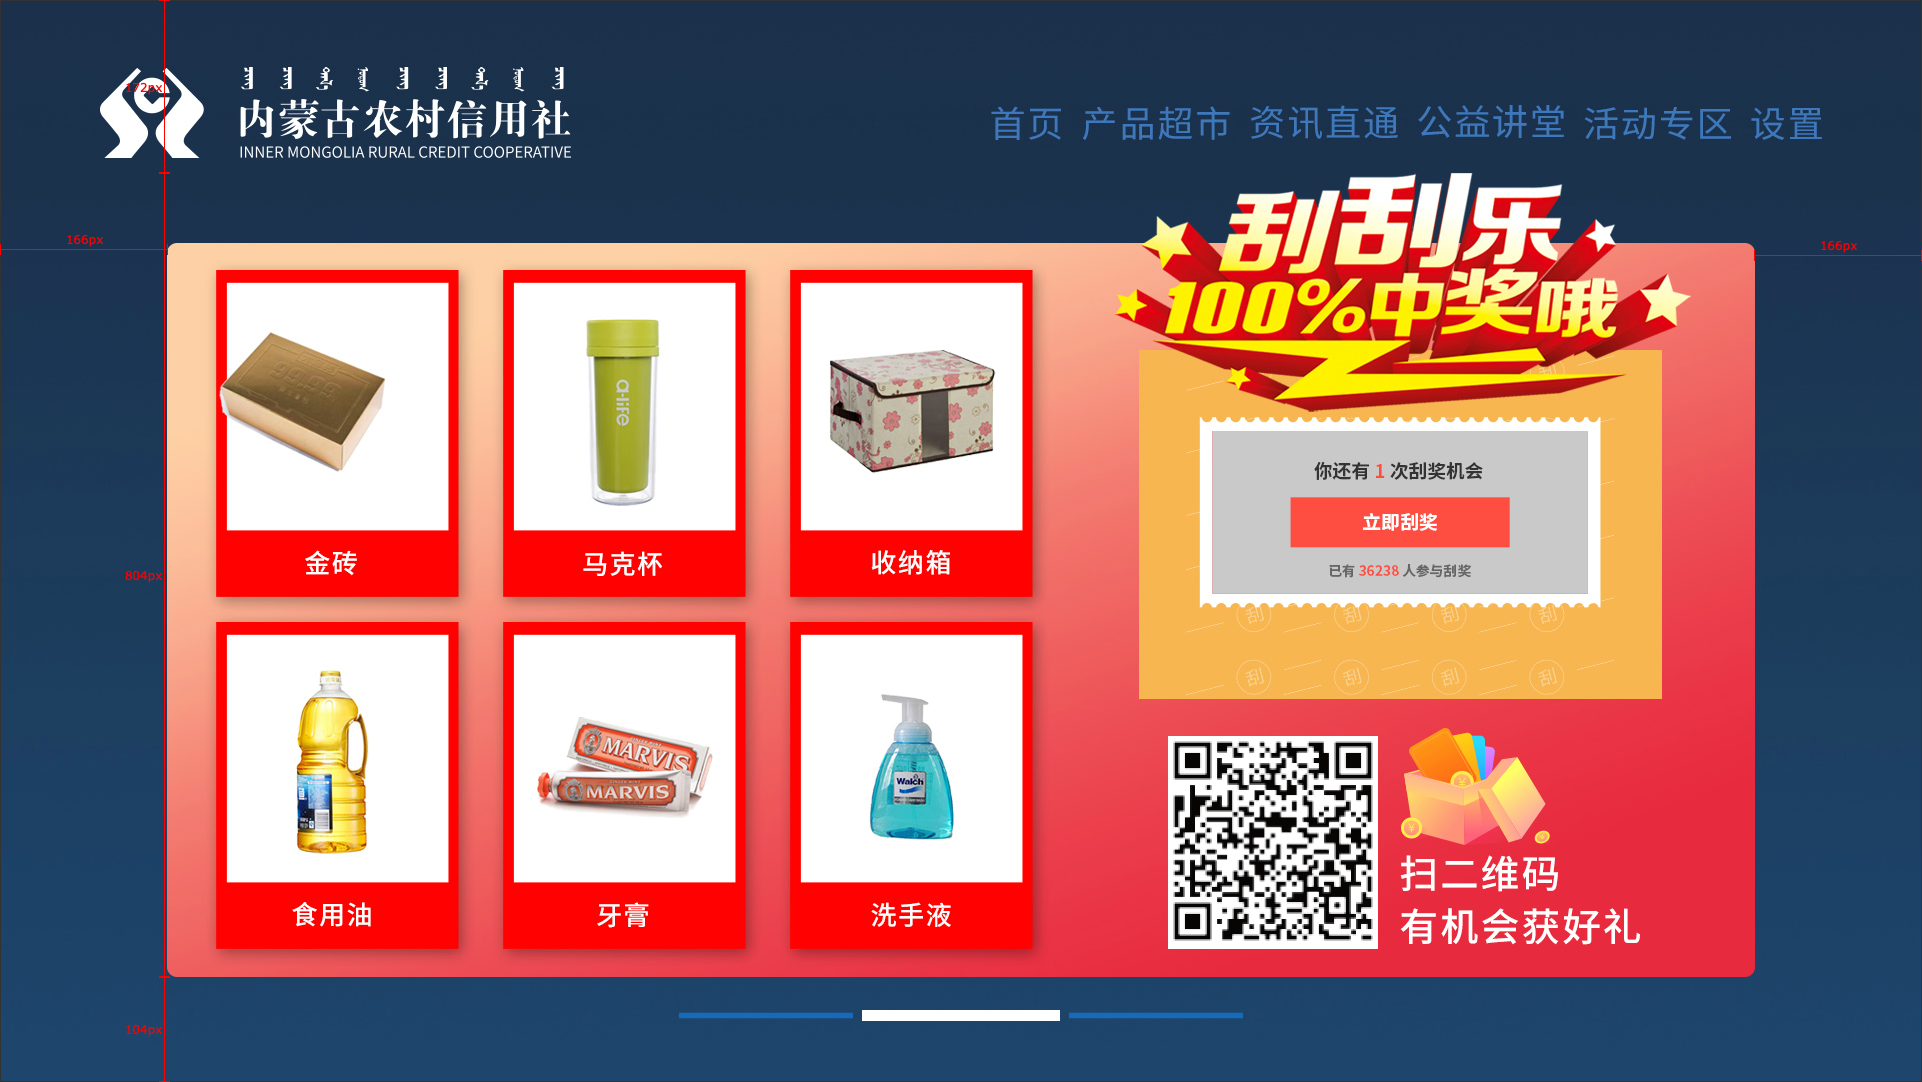 内蒙古农村信用社
INNER MONGOLIA RURAL CREDIT COOPERATIVE
首页 产品超市 资讯直通 公益讲堂 活动专区 设置
172px
166px
166px
804px
104px
刮刮乐
100%中奖哦
你还有 1 次刮奖机会
立即刮奖
已有 36238 人参与刮奖
刮 刮 刮 刮
刮 刮 刮 刮
a-life
金砖
马克杯
收纳箱
MARVIS
MARVIS
Walch
食用油
牙膏
洗手液
扫二维码
有机会获好礼